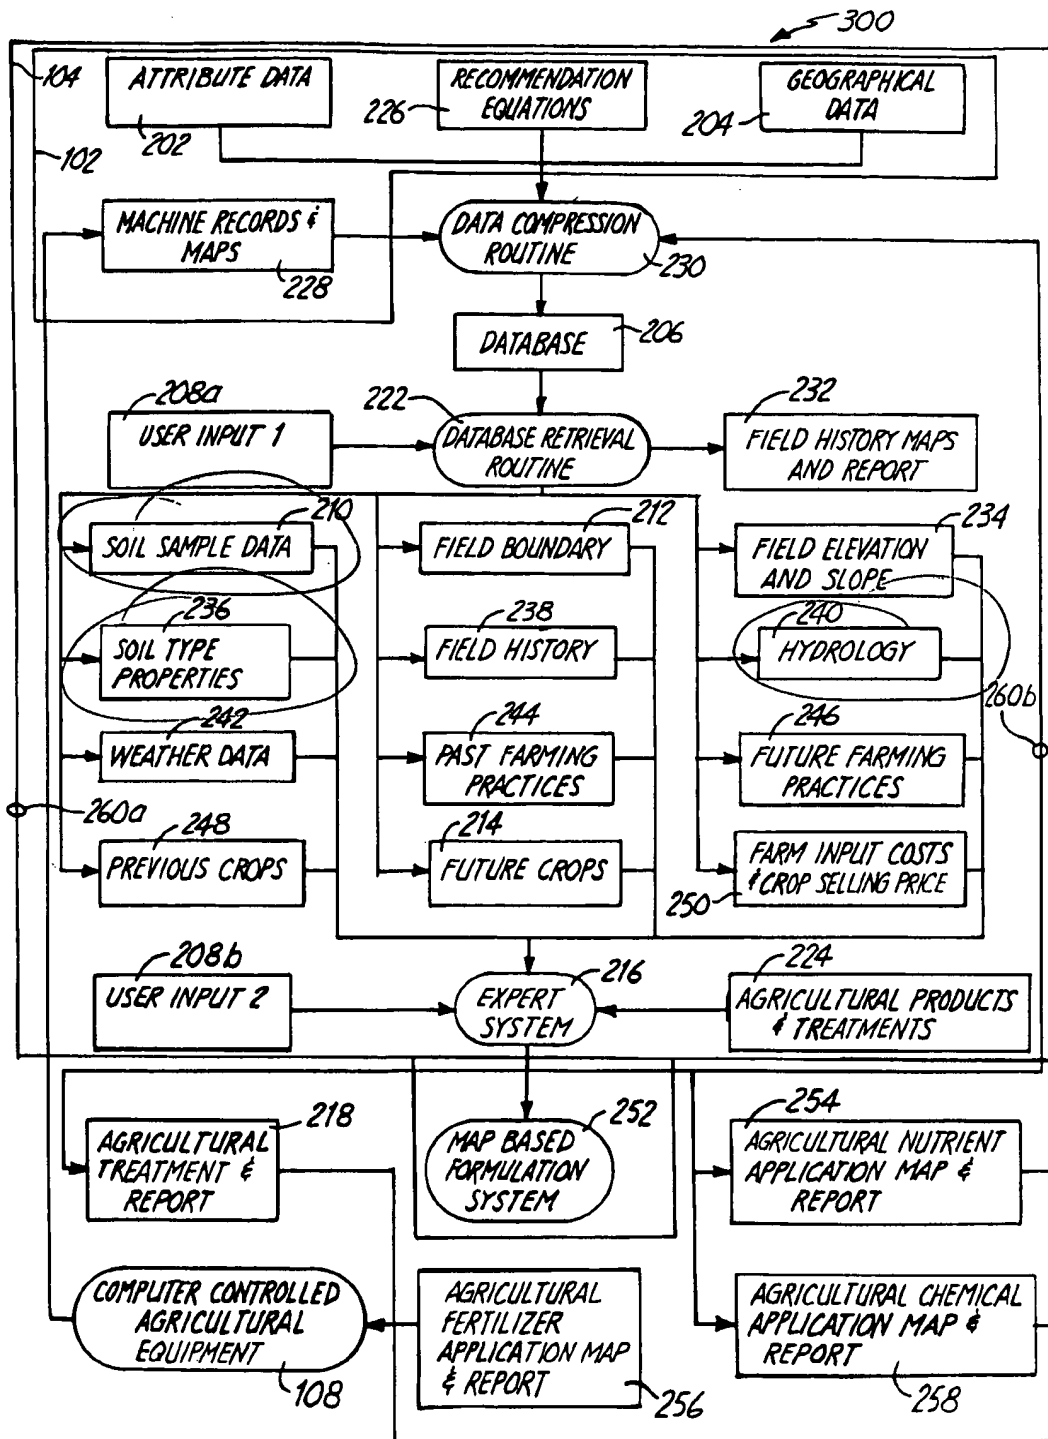 300
104
ATTRIBUTE DATA
202
RECOMMENDATION
EQUATIONS
226
GEOGRAPHICAL
DATA
204
102
MACHINE RECORDS &
MAPS
228
DATA COMPRESSION
ROUTINE
230
DATABASE
206
208a
USER INPUT 1
222
DATABASE RETRIEVAL
ROUTINE
232
FIELD HISTORY MAPS
AND REPORT
210
SOIL SAMPLE DATA
212
FIELD BOUNDARY
234
FIELD ELEVATION
AND SLOPE
236
SOIL TYPE
PROPERTIES
238
FIELD HISTORY
240
HYDROLOGY
260b
242
WEATHER DATA
244
PAST FARMING
PRACTICES
246
FUTURE FARMING
PRACTICES
260a
248
PREVIOUS CROPS
214
FUTURE CROPS
FARM INPUT COSTS
& CROP SELLING PRICE
250
208b
USER INPUT 2
216
EXPERT
SYSTEM
224
AGRICULTURAL PRODUCTS
& TREATMENTS
218
AGRICULTURAL
TREATMENT &
REPORT
252
MAP BASED
FORMULATION
SYSTEM
254
AGRICULTURAL NUTRIENT
APPLICATION MAP &
REPORT
COMPUTER CONTROLLED
AGRICULTURAL
EQUIPMENT
108
AGRICULTURAL
FERTILIZER
APPLICATION MAP
& REPORT
256
AGRICULTURAL CHEMICAL
APPLICATION MAP &
REPORT
258